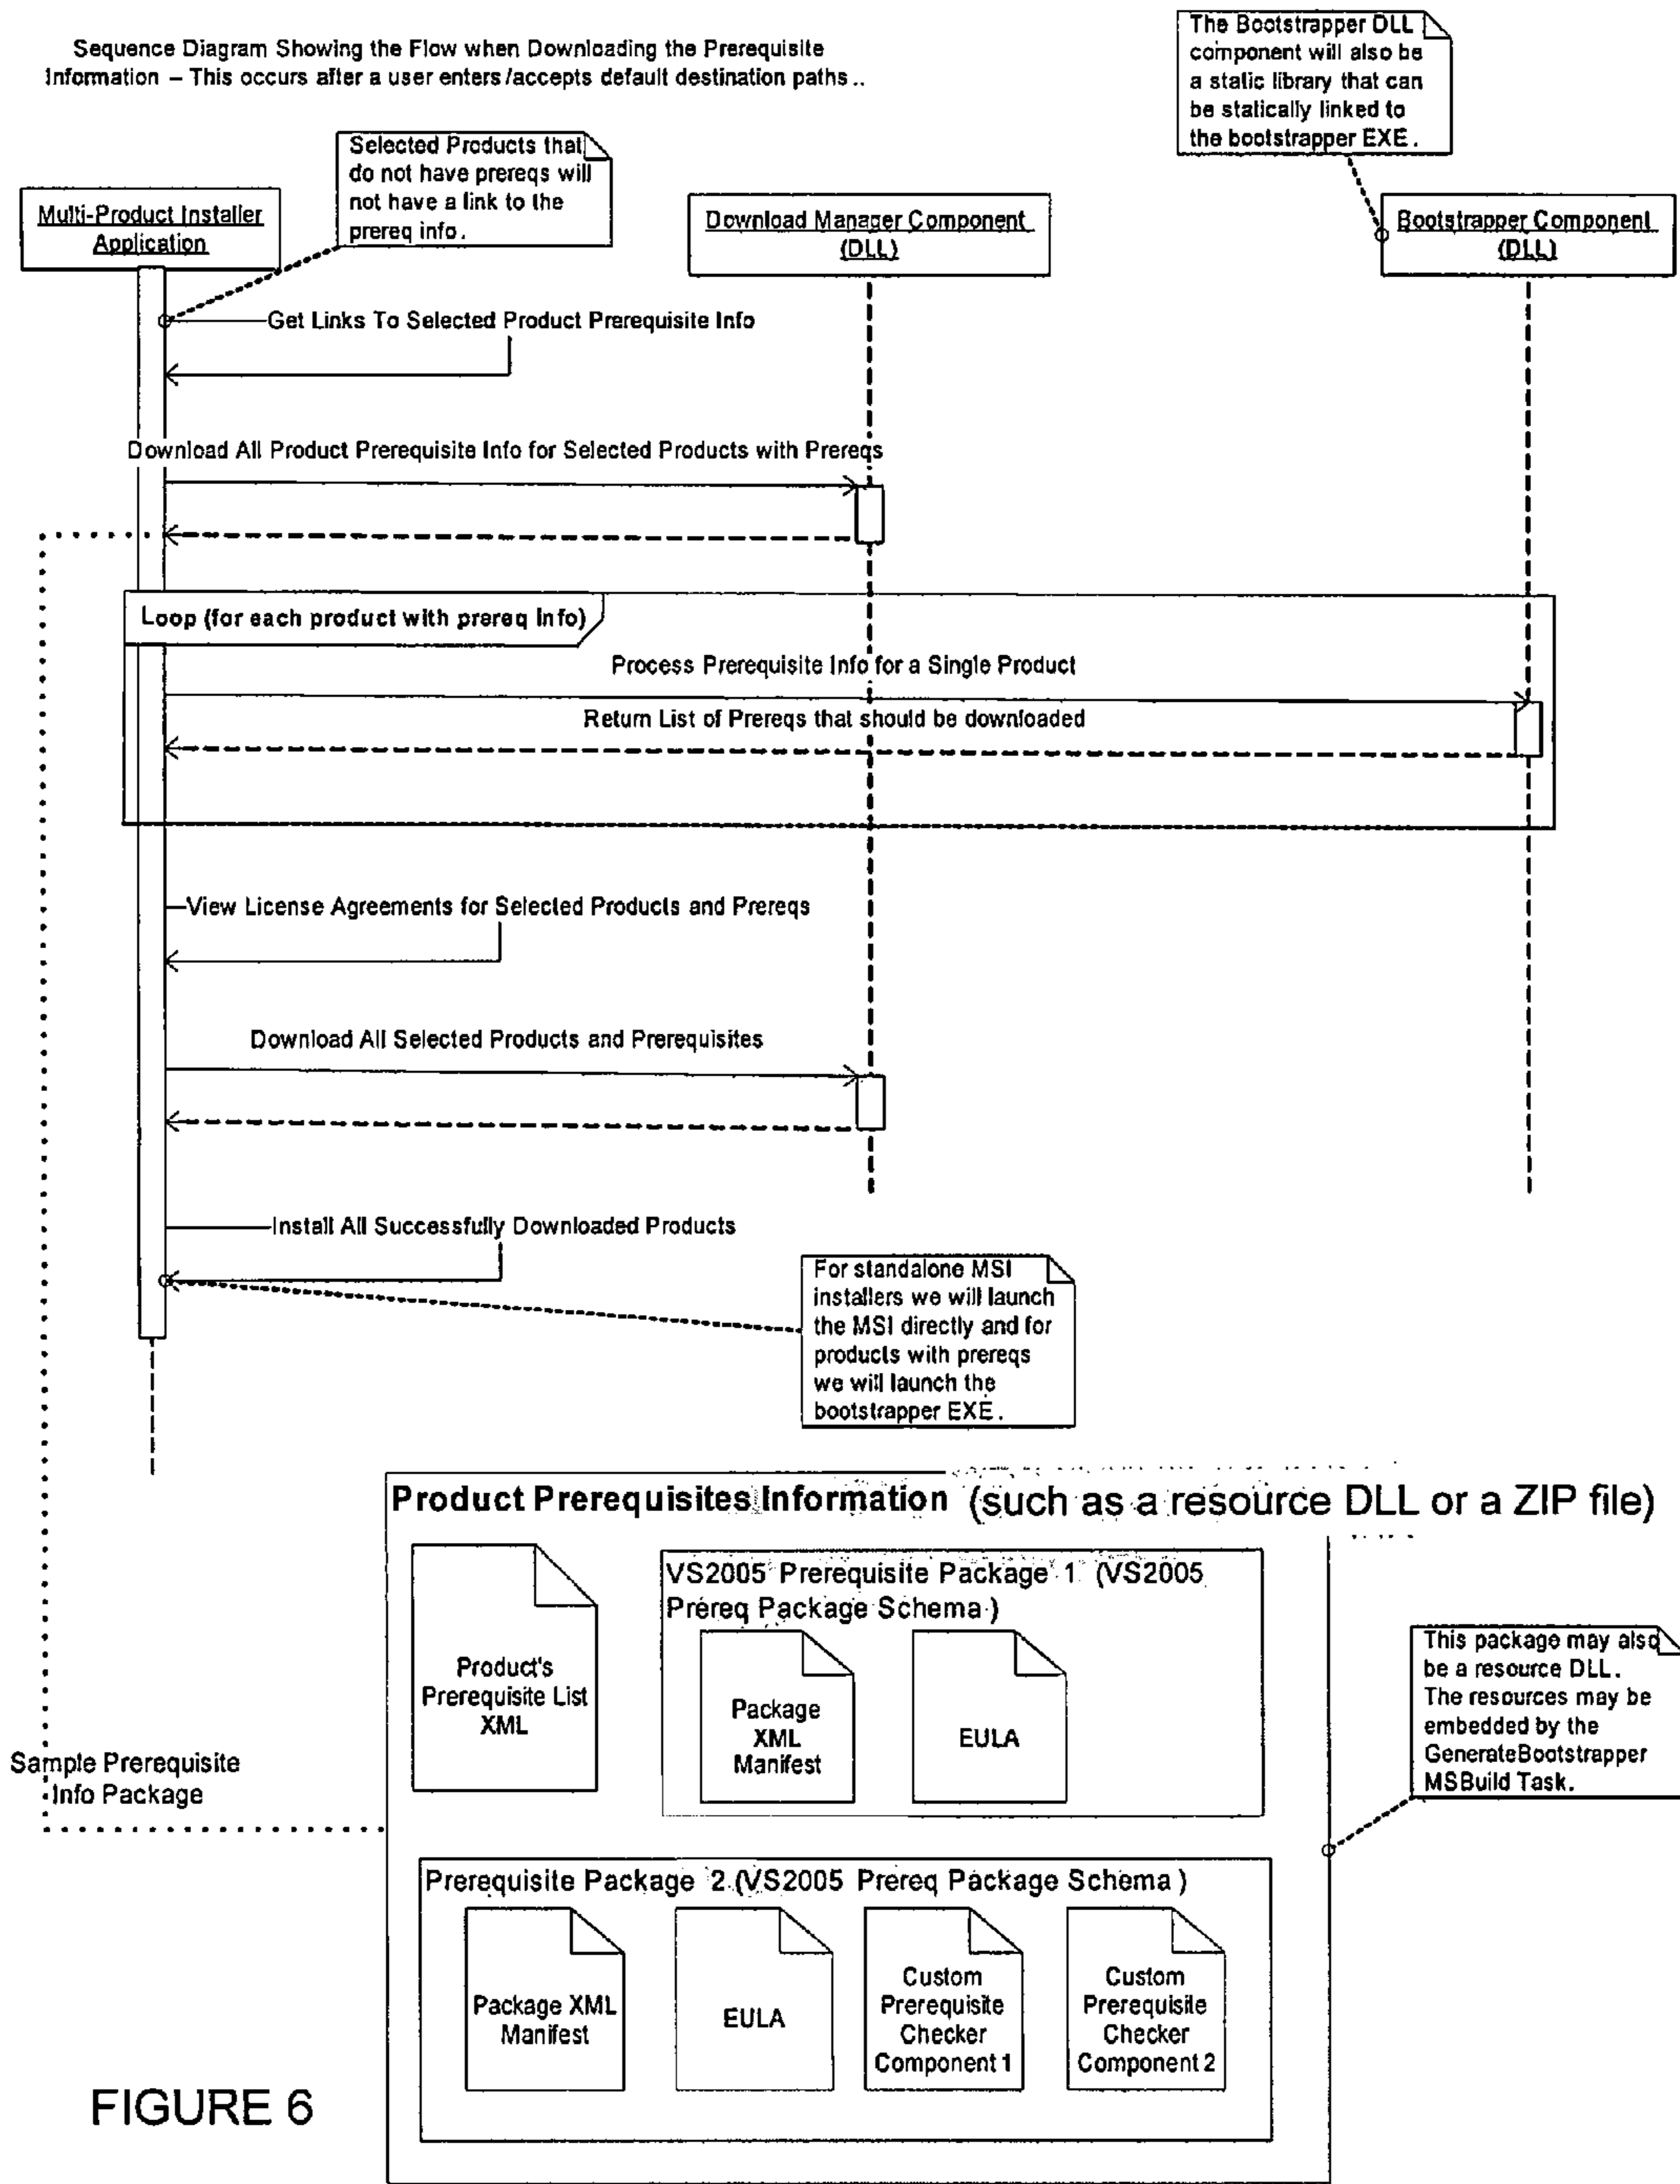 Sequence Diagram Showing the Flow when Downloading the Prerequisite
Information – This occurs after a user enters/accepts default destination paths..
The Bootstrapper DLL
component will also be
a static library that can
be statically linked to
the bootstrapper EXE.
Selected Products that
do not have prereqs will
not have a link to the
prereq info.
Multi-Product Installer
Application
Download Manager Component
(DLL)
Bootstrapper Component
(DLL)
Get Links To Selected Product Prerequisite Info
Download All Product Prerequisite Info for Selected Products with Prereqs
Loop (for each product with prereq Info)
Process Prerequisite Info for a Single Product
Return List of Prereqs that should be downloaded
View License Agreements for Selected Products and Prereqs
Download All Selected Products and Prerequisites
Install All Successfully Downloaded Products
For standalone MSI
installers we will launch
the MSI directly and for
products with prereqs
we will launch the
bootstrapper EXE.
Product Prerequisites Information (such as a resource DLL or a ZIP file)
Product's
Prerequisite List
XML
VS2005 Prerequisite Package 1 (VS2005
Prereq Package Schema)
Package
XML
Manifest
EULA
This package may also
be a resource DLL.
The resources may be
embedded by the
GenerateBootstrapper
MSBuild Task.
Sample Prerequisite
Info Package
Prerequisite Package 2 (VS2005 Prereq Package Schema)
Package XML
Manifest
EULA
Custom
Prerequisite
Checker
Component 1
Custom
Prerequisite
Checker
Component 2
FIGURE 6